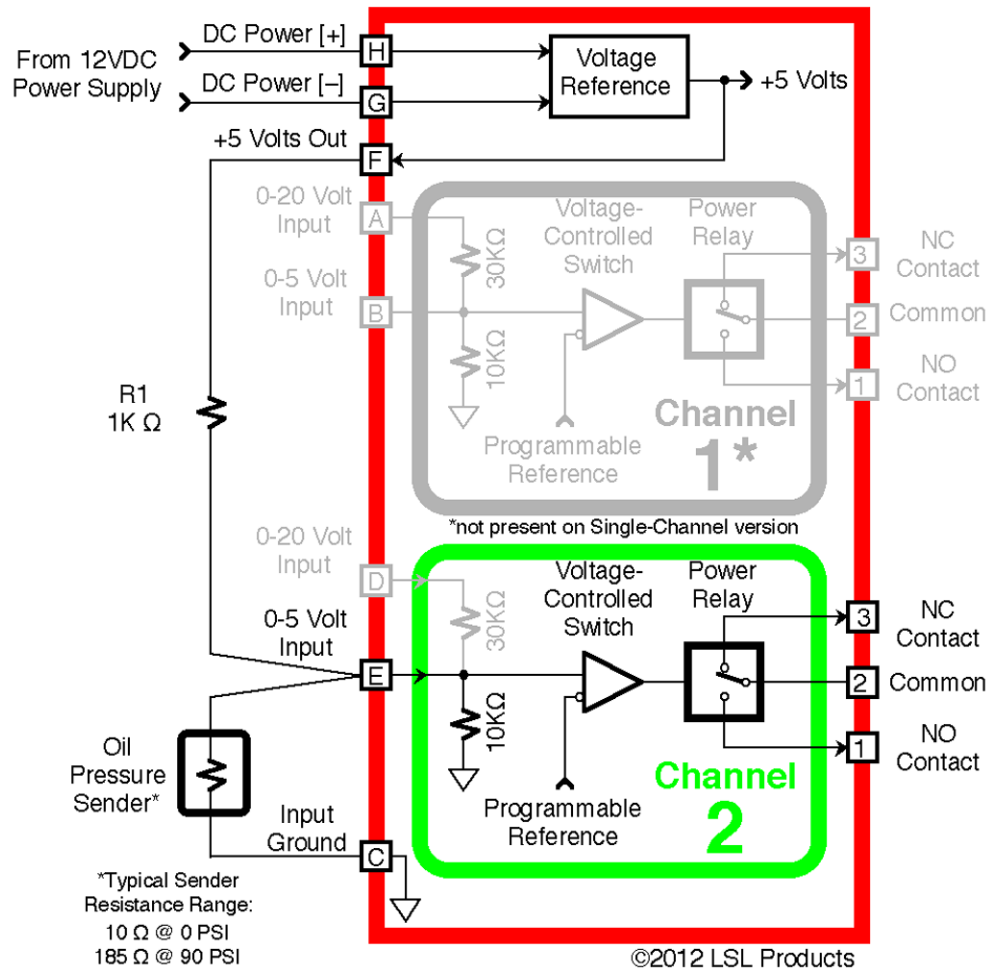 DC Power [+]
From 12VDC
Power Supply
H
DC Power [–]
G
Voltage
Reference
+5 Volts
+5 Volts Out
F
0-20 Volt
Input
A
0-5 Volt
Input
B
30KΩ
10KΩ
Voltage-
Controlled
Switch
Power
Relay
Programmable
Reference
Channel
1*
3
NC
Contact
2
Common
1
NO
Contact
R1
1K Ω
*not present on Single-Channel version
0-20 Volt
Input
D
0-5 Volt
Input
E
30KΩ
10KΩ
Voltage-
Controlled
Switch
Power
Relay
Programmable
Reference
Channel
2
3
NC
Contact
2
Common
1
NO
Contact
Oil
Pressure
Sender*
Input
Ground
C
*Typical Sender
Resistance Range:
10 Ω @ 0 PSI
185 Ω @ 90 PSI
©2012 LSL Products